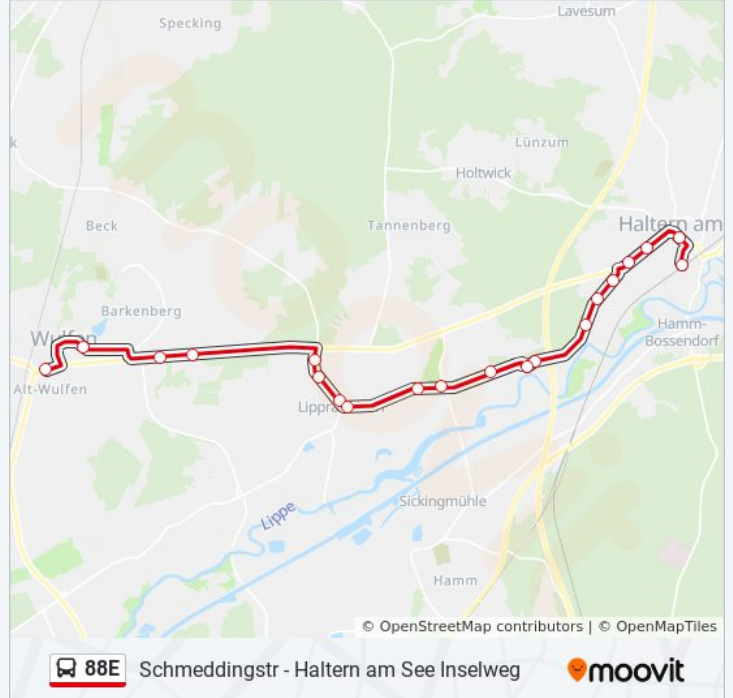 Lavesum
Specking
k
Lünzum
Holtwick
Beck
Tannenberg
Haltern am
Barkenberg
Hamm-
Bossendorf
Wulfen
Alt-Wulfen
Sickingmühle
Lippe
Hamm
© OpenStreetMap contributors | © OpenMapTiles
88E Schmeddingstr - Haltern am See Inselweg moovit